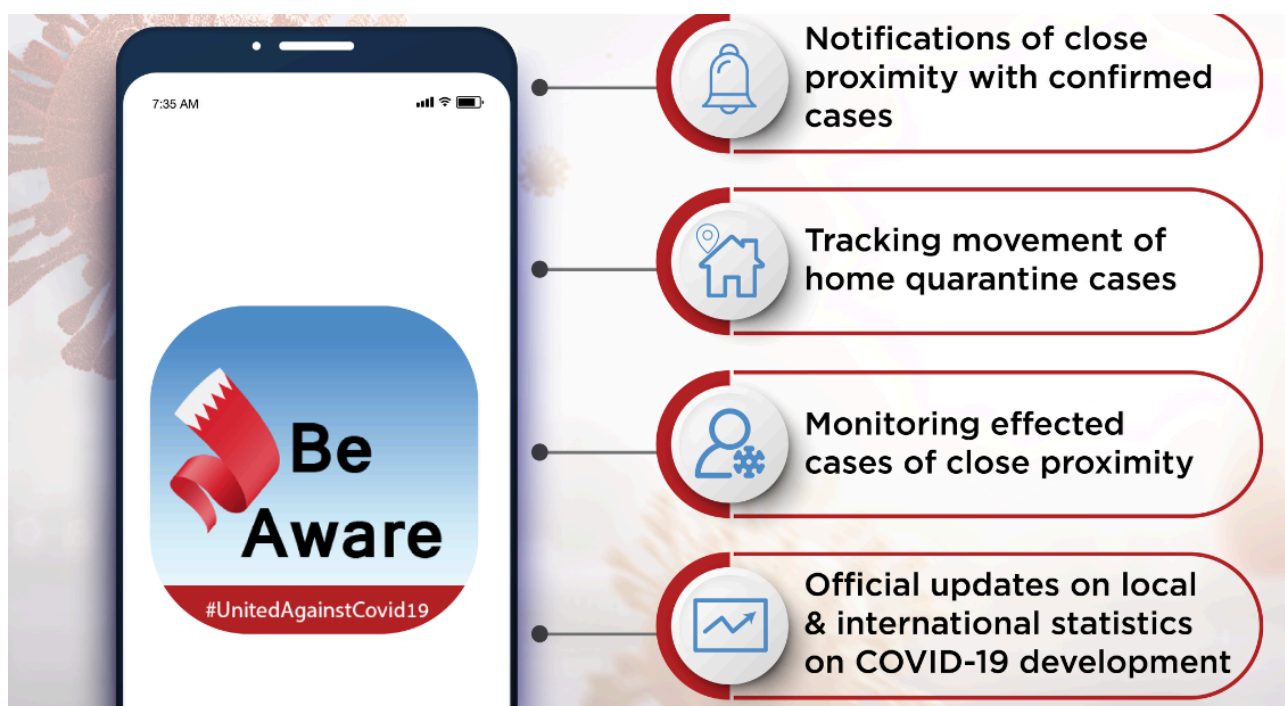 7:35 AM
Be
Aware
#UnitedAgainstCovid19
Notifications of close
proximity with confirmed
cases
Tracking movement of
home quarantine cases
Monitoring effected
cases of close proximity
Official updates on local
& international statistics
on COVID-19 development